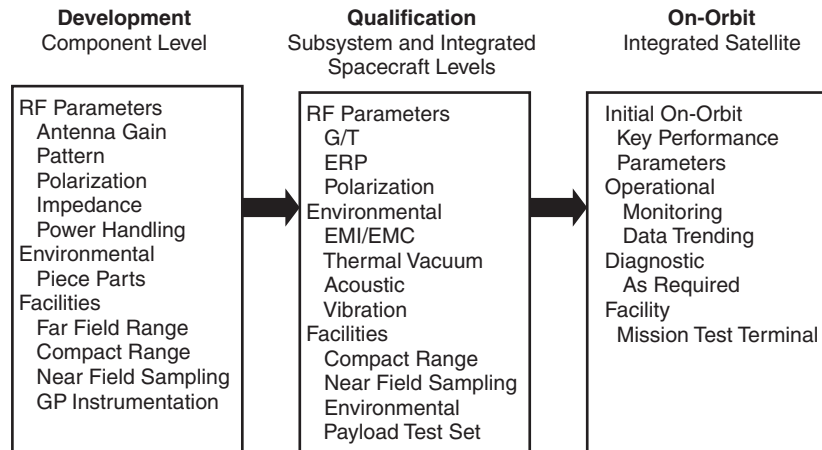 Development
Component Level
RF Parameters
Antenna Gain
Pattern
Polarization
Impedance
Power Handling
Environmental
Piece Parts
Facilities
Far Field Range
Compact Range
Near Field Sampling
GP Instrumentation
Qualification
Subsystem and Integrated
Spacecraft Levels
RF Parameters
G/T
ERP
Polarization
Environmental
EMI/EMC
Thermal Vacuum
Acoustic
Vibration
Facilities
Compact Range
Near Field Sampling
Environmental
Payload Test Set
On-Orbit
Integrated Satellite
Initial On-Orbit
Key Performance
Parameters
Operational
Monitoring
Data Trending
Diagnostic
As Required
Facility
Mission Test Terminal